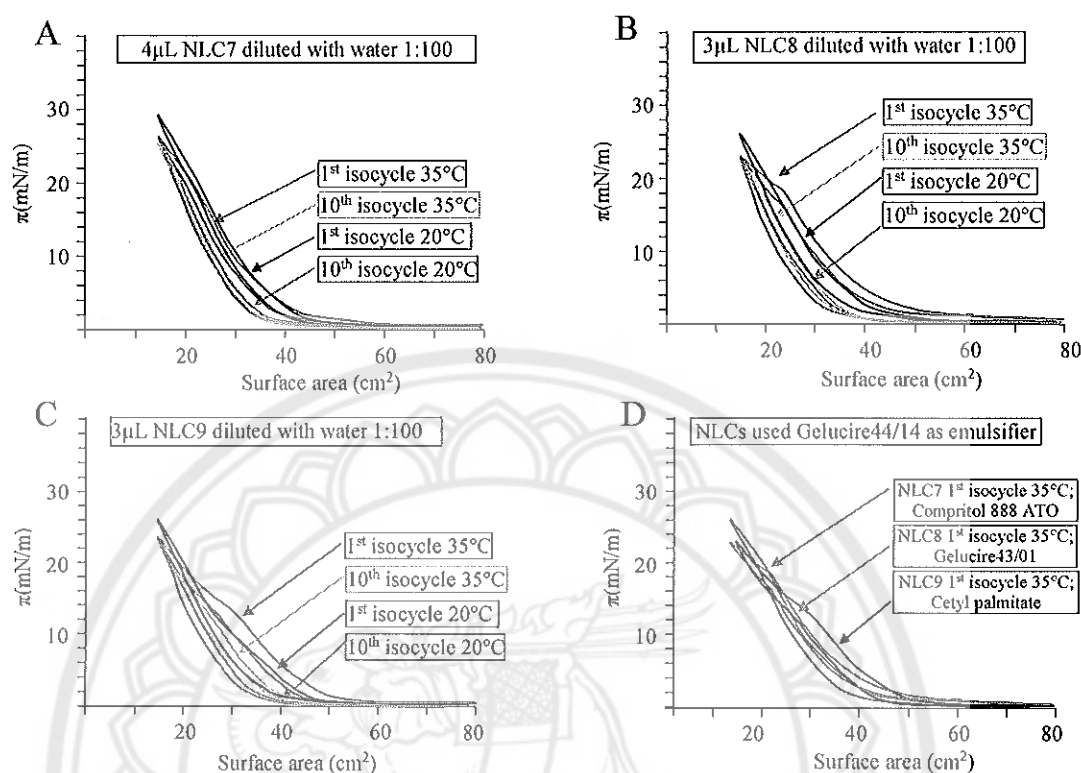 A
4μL NLC7 diluted with water 1:100
π(mN/m)
30
20
10
1st isocycle 35°C
10th isocycle 35°C
1st isocycle 20°C
10th isocycle 20°C
20
40
60
80
Surface area (cm²)
B
3μL NLC8 diluted with water 1:100
π(mN/m)
30
20
10
1st isocycle 35°C
10th isocycle 35°C
1st isocycle 20°C
10th isocycle 20°C
20
40
60
80
Surface area (cm²)
C
3μL NLC9 diluted with water 1:100
π(mN/m)
30
20
10
1st isocycle 35°C
10th isocycle 35°C
1st isocycle 20°C
10th isocycle 20°C
20
40
60
80
Surface area (cm²)
D
NLCs used Gelucire44/14 as emulsifier
π(mN/m)
30
20
10
NLC7 1st isocycle 35°C;
Compritol 888 ATO
NLC8 1st isocycle 35°C;
Gelucire43/01
NLC9 1st isocycle 35°C;
Cetyl palmitate
20
40
60
80
Surface area (cm²)